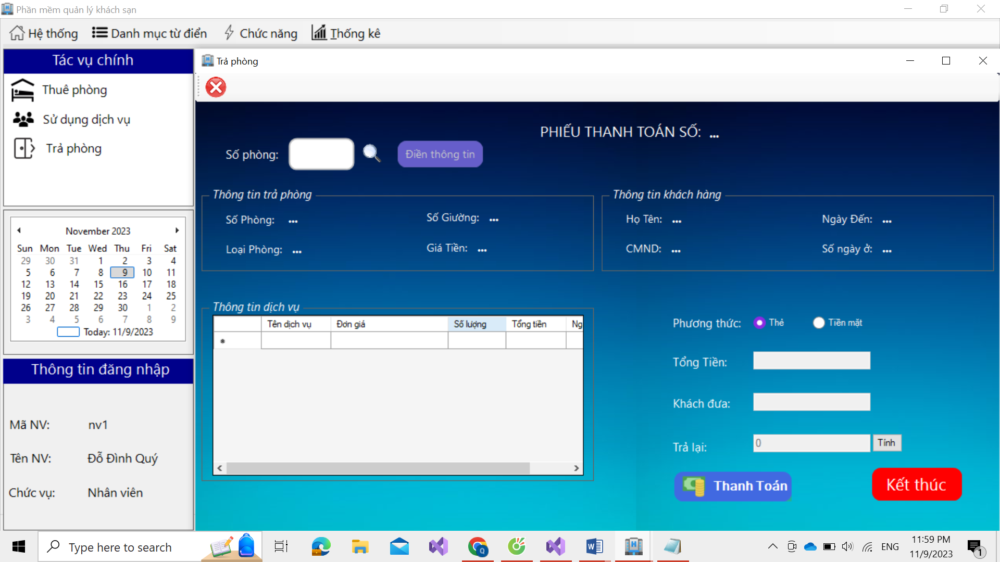 Phần mềm quản lý khách sạn
Hệ thống Danh mục từ điển Chức năng Thống kê
Tác vụ chính
Thuê phòng
Sử dụng dịch vụ
Trả phòng
November 2023
Sun Mon Tue Wed Thu Fri Sat
29 30 31 1 2 3 4
5 6 7 8 9 10 11
12 13 14 15 16 17 18
19 20 21 22 23 24 25
26 27 28 29 30 1 2
3 4 5 6 7 8 9
Today: 11/9/2023
Thông tin đăng nhập
Mã NV: nv1
Tên NV: Đỗ Đình Quý
Chức vụ: Nhân viên
Trả phòng
PHIẾU THANH TOÁN SỐ: ...
Số phòng: Điền thông tin
Thông tin trả phòng
Số Phòng: ... Số Giường: ...
Loại Phòng: ... Giá Tiền: ...
Thông tin khách hàng
Họ Tên: ... Ngày Đến: ...
CMND: ... Số ngày ở: ...
Thông tin dịch vụ
Tên dịch vụ Đơn giá Số lượng Tổng tiền Ng
Phương thức: Thẻ Tiền mặt
Tổng Tiền:
Khách đưa:
Trả lại: 0 Tính
Thanh Toán Kết thúc
Type here to search
ENG
11:59 PM
11/9/2023
1